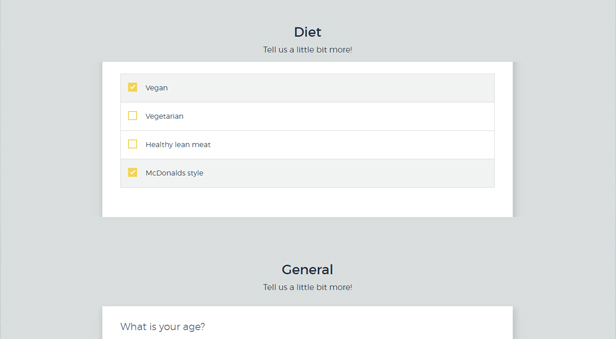 Diet
Tell us a little bit more!
Vegan
Vegetarian
Healthy lean meat
McDonalds style
General
Tell us a little bit more!
What is your age?